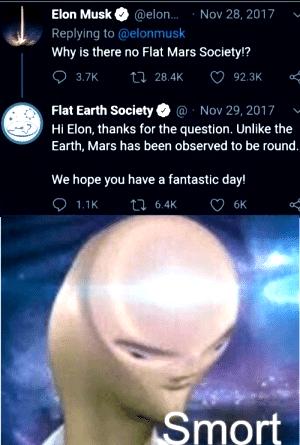 Elon Musk @elon... · Nov 28, 2017
Replying to @elonmusk
Why is there no Flat Mars Society!?
3.7K 28.4K 92.3K
Flat Earth Society @ · Nov 29, 2017
Hi Elon, thanks for the question. Unlike the
Earth, Mars has been observed to be round.
We hope you have a fantastic day!
1.1K 6.4K 6K
Smort